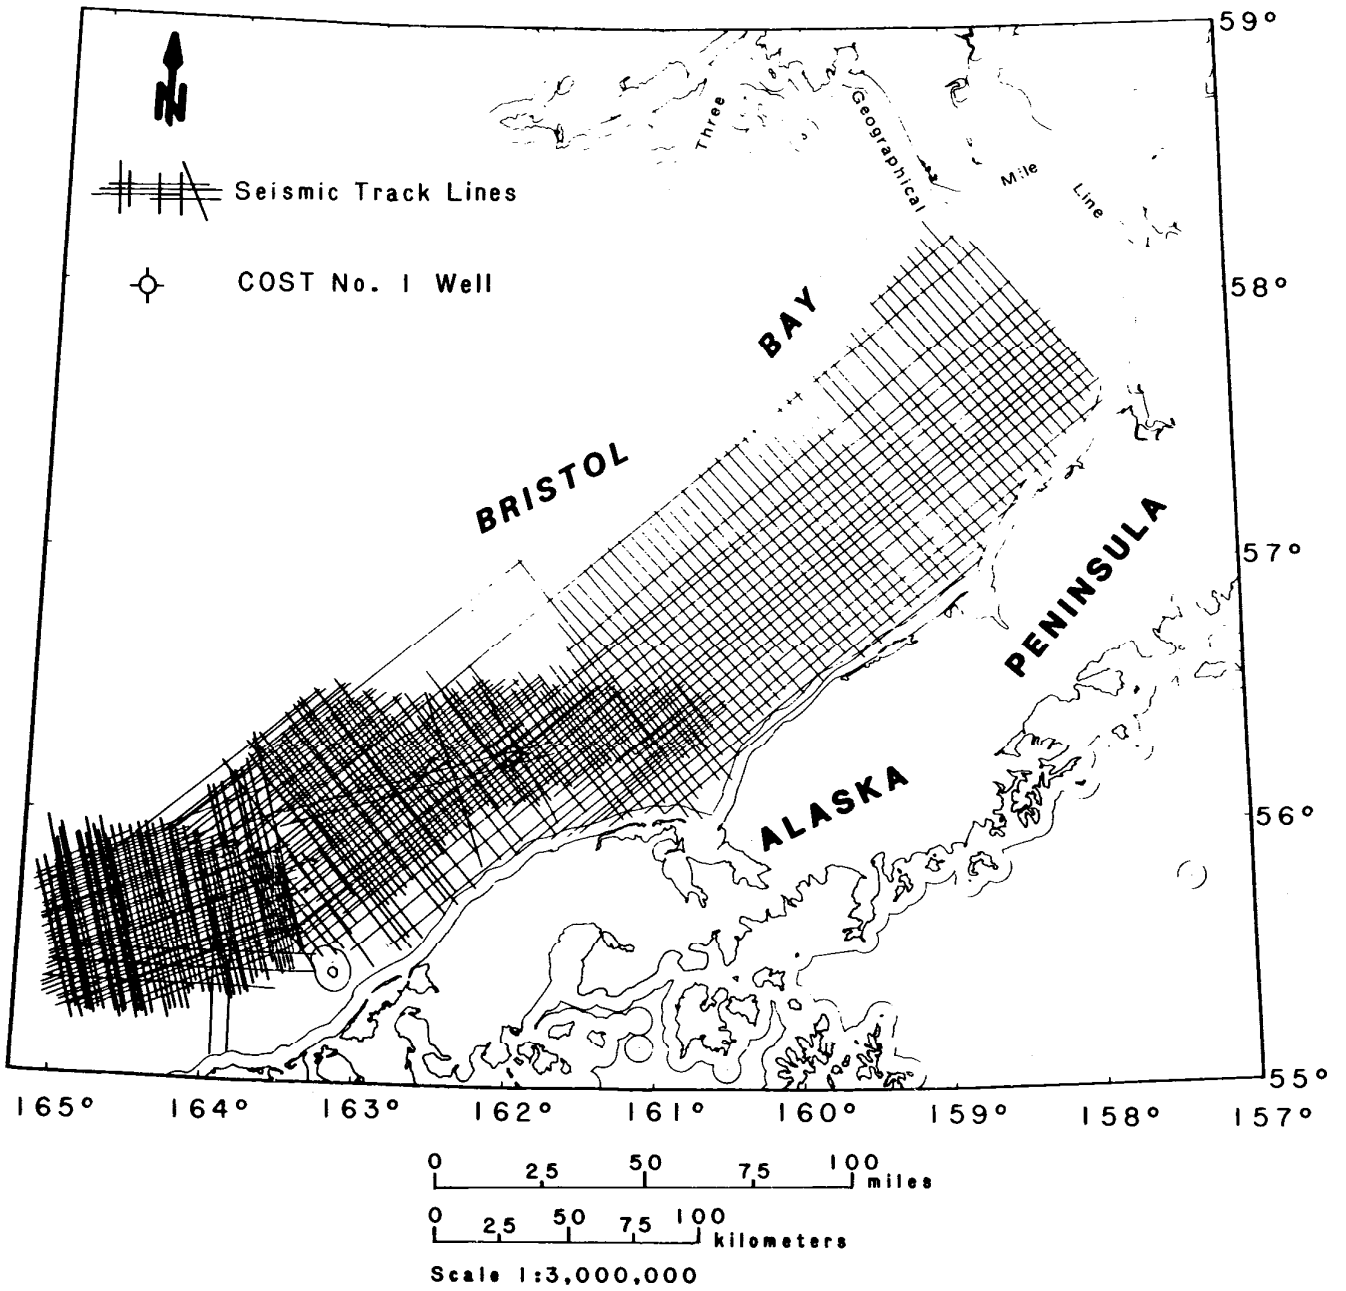 59°
N
Three
Geographical
Mile
Line
Seismic Track Lines
COST No. 1 Well
58°
BRISTOL BAY
57°
ALASKA PENINSULA
56°
55°
165° 164° 163° 162° 161° 160° 159° 158° 157°
0 25 50 75 100 miles
0 25 50 75 100 kilometers
Scale 1:3,000,000